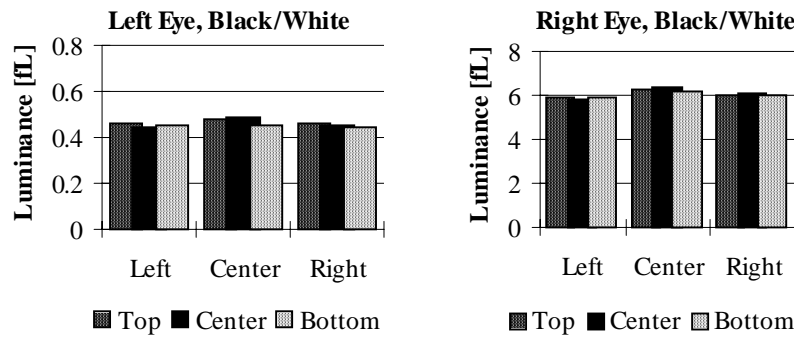 Left Eye, Black/White
Luminance [fL]
0.8
0.6
0.4
0.2
0
Left Center Right
Top Center Bottom
Right Eye, Black/White
Luminance [fL]
8
6
4
2
0
Left Center Right
Top Center Bottom